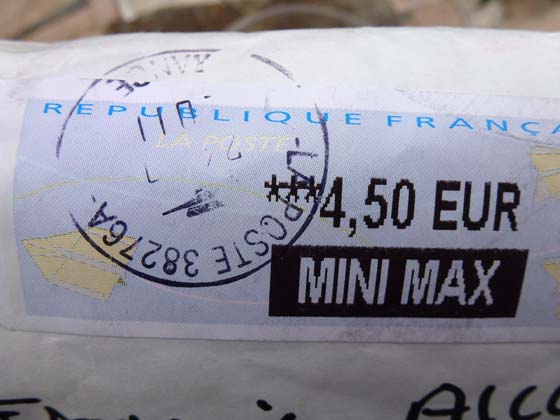 REPUBLIQUE FRANÇA
LA POSTE
***4,50 EUR
MINI MAX
-LA POSTE 38276A.